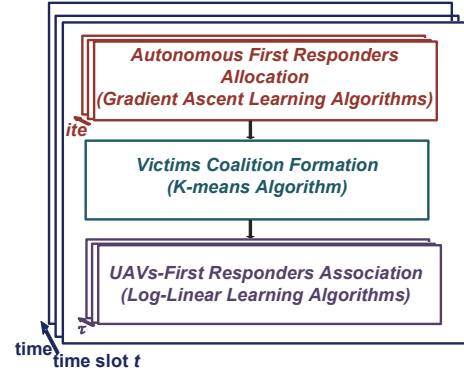 Autonomous First Responders
Allocation
(Gradient Ascent Learning Algorithms)
ite
Victims Coalition Formation
(K-means Algorithm)
UAVs-First Responders Association
(Log-Linear Learning Algorithms)
τ
time
time slot t